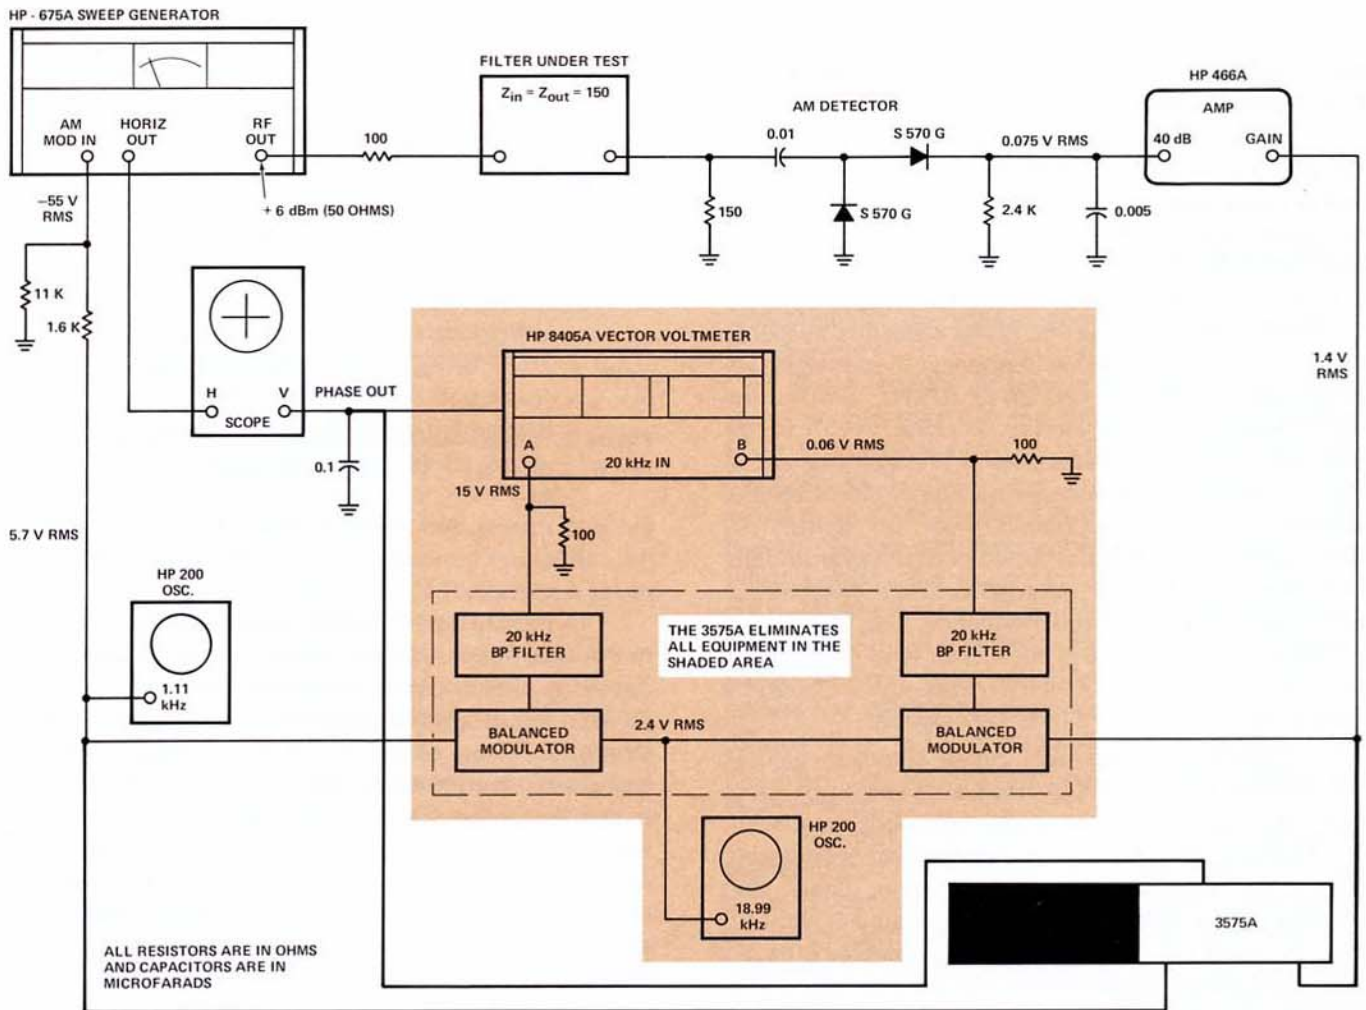 HP - 675A SWEEP GENERATOR
AM
MOD IN
HORIZ
OUT
RF
OUT
+ 6 dBm (50 OHMS)
–55 V
RMS
11 K
1.6 K
100
FILTER UNDER TEST
Zin = Zout = 150
AM DETECTOR
0.01
S 570 G
150
S 570 G
0.075 V RMS
2.4 K
0.005
HP 466A
AMP
40 dB
GAIN
1.4 V
RMS
H
V
SCOPE
PHASE OUT
0.1
HP 8405A VECTOR VOLTMETER
A
20 kHz IN
B
0.06 V RMS
100
15 V RMS
100
5.7 V RMS
HP 200
OSC.
1.11
kHz
20 kHz
BP FILTER
THE 3575A ELIMINATES
ALL EQUIPMENT IN THE
SHADED AREA
20 kHz
BP FILTER
BALANCED
MODULATOR
2.4 V RMS
BALANCED
MODULATOR
HP 200
OSC.
18.99
kHz
3575A
ALL RESISTORS ARE IN OHMS
AND CAPACITORS ARE IN
MICROFARADS